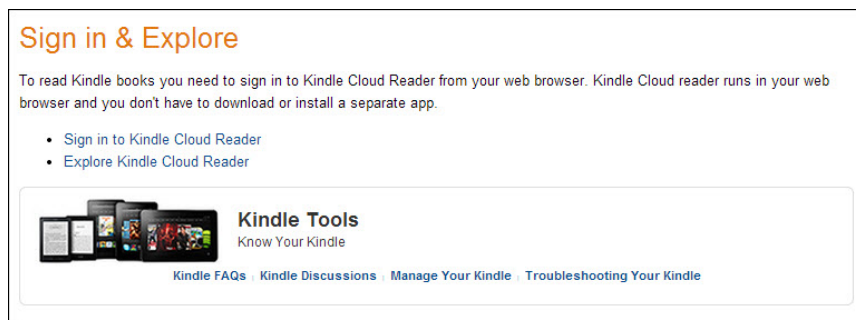 Sign in & Explore
To read Kindle books you need to sign in to Kindle Cloud Reader from your web browser. Kindle Cloud reader runs in your web
browser and you don't have to download or install a separate app.
• Sign in to Kindle Cloud Reader
• Explore Kindle Cloud Reader
Kindle Tools
Know Your Kindle
Kindle FAQs | Kindle Discussions | Manage Your Kindle | Troubleshooting Your Kindle